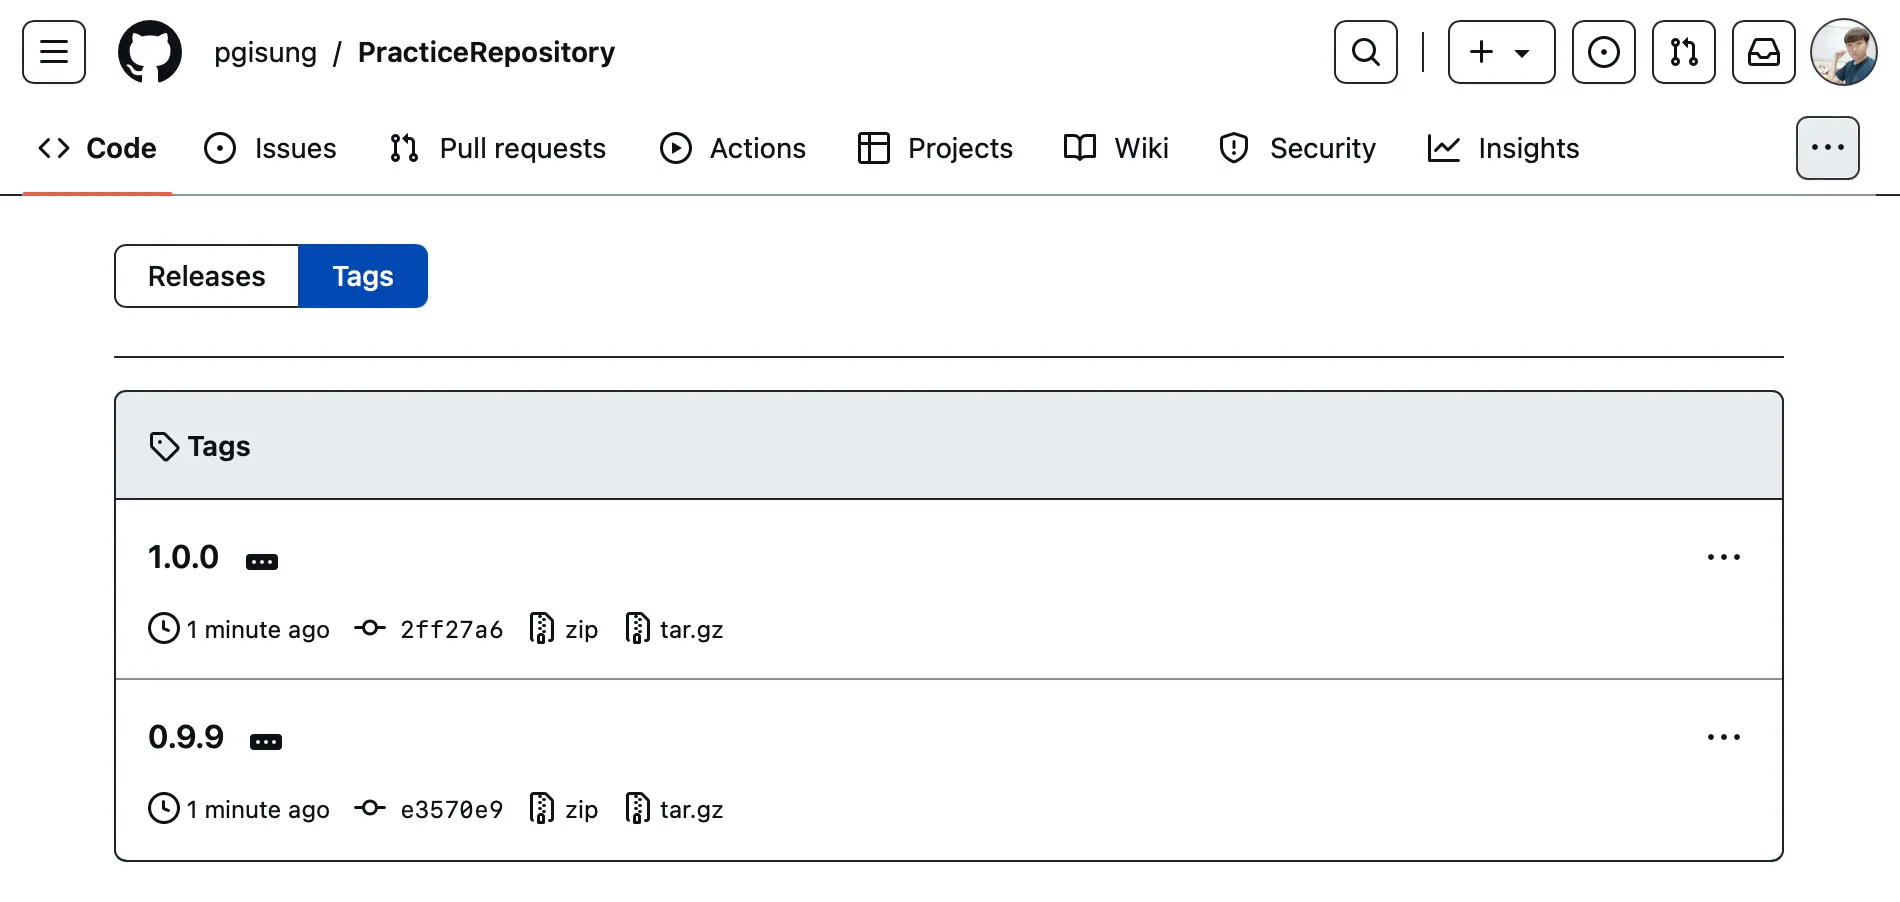 pgisung / PracticeRepository
Code Issues Pull requests Actions Projects Wiki Security Insights
Releases Tags
Tags
1.0.0
1 minute ago 2ff27a6 zip tar.gz
0.9.9
1 minute ago e3570e9 zip tar.gz